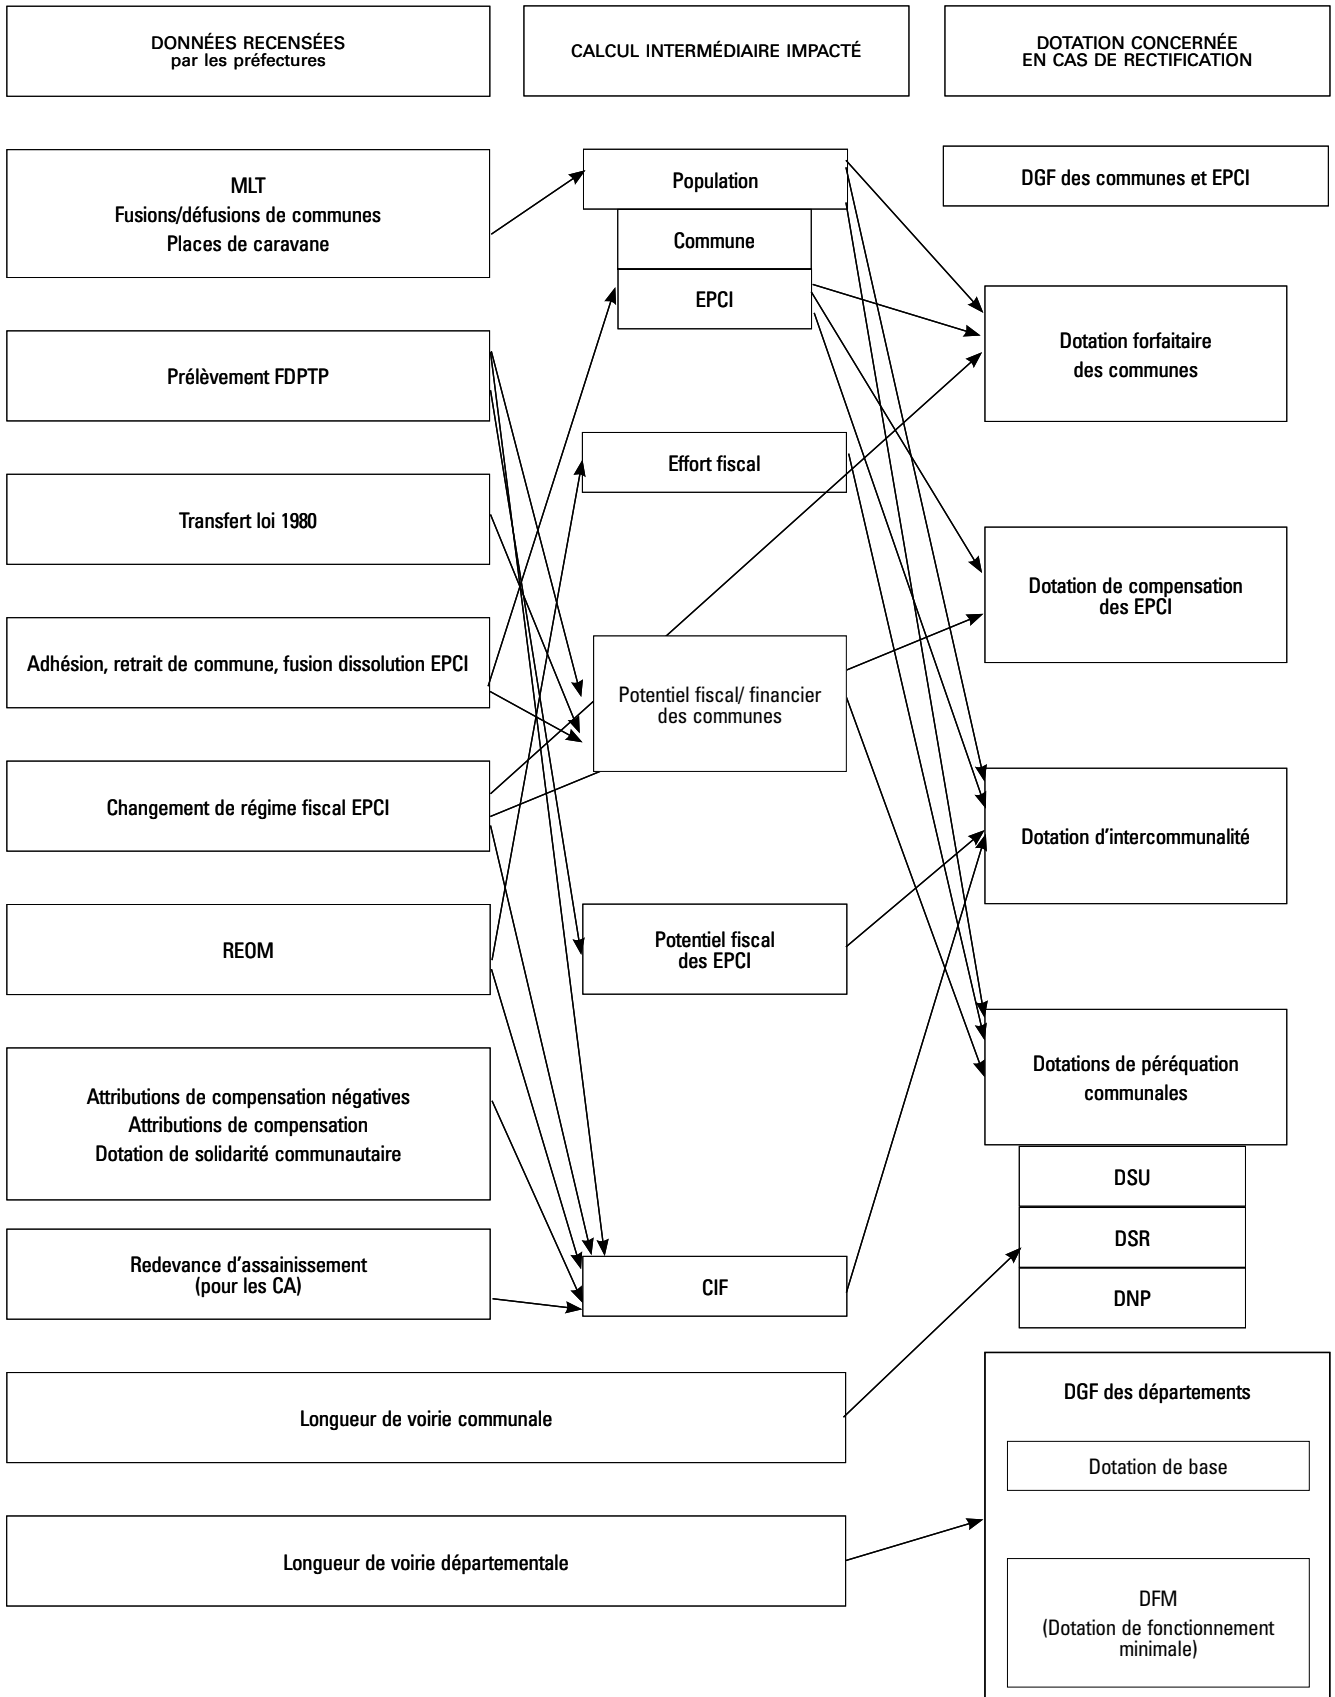 DONNÉES RECENSÉES
par les préfectures
CALCUL INTERMÉDIAIRE IMPACTÉ
DOTATION CONCERNÉE
EN CAS DE RECTIFICATION
MLT
Fusions/défusions de communes
Places de caravane
Prélèvement FDPTP
Transfert loi 1980
Adhésion, retrait de commune, fusion dissolution EPCI
Changement de régime fiscal EPCI
REOM
Attributions de compensation négatives
Attributions de compensation
Dotation de solidarité communautaire
Redevance d'assainissement
(pour les CA)
Longueur de voirie communale
Longueur de voirie départementale
Population
Commune
EPCI
Effort fiscal
Potentiel fiscal/ financier
des communes
Potentiel fiscal
des EPCI
CIF
DGF des communes et EPCI
Dotation forfaitaire
des communes
Dotation de compensation
des EPCI
Dotation d'intercommunalité
Dotations de péréquation
communales
DSU
DSR
DNP
DGF des départements
Dotation de base
DFM
(Dotation de fonctionnement
minimale)